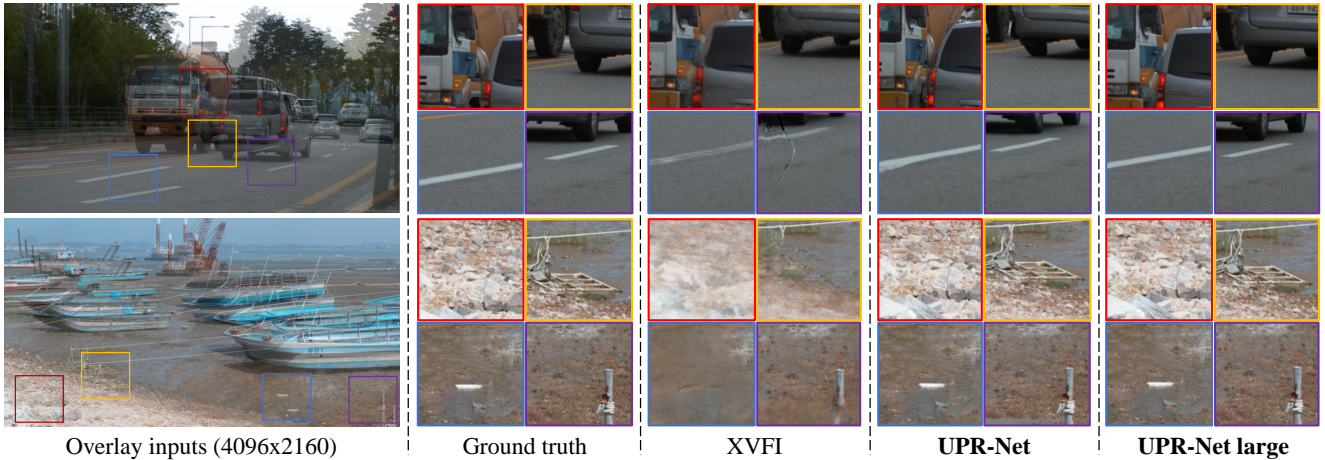 Overlay inputs (4096x2160)
Ground truth
XVFI
UPR-Net
UPR-Net large